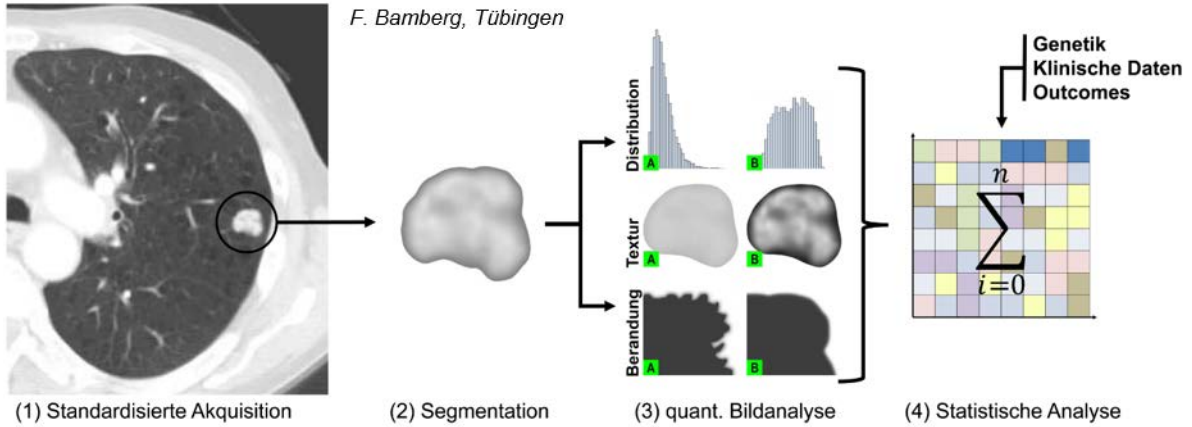 F. Bamberg, Tübingen
Genetik
Klinische Daten
Outcomes
Distribution
A
B
n
∑
i=0
Textur
A
B
Berandung
A
B
(1) Standardisierte Akquisition
(2) Segmentation
(3) quant. Bildanalyse
(4) Statistische Analyse